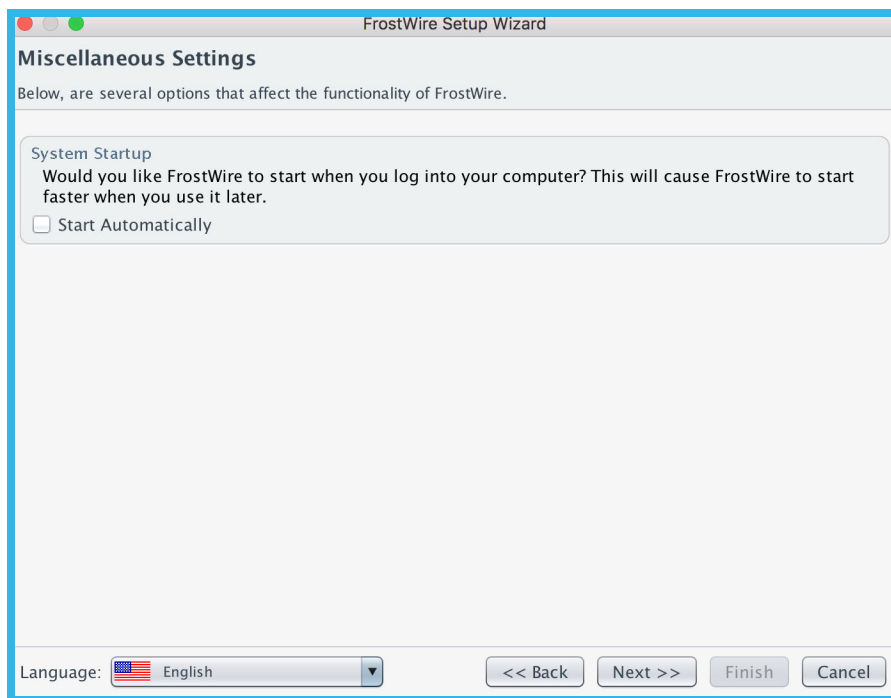 FrostWire Setup Wizard
Miscellaneous Settings
Below, are several options that affect the functionality of FrostWire.
System Startup
Would you like FrostWire to start when you log into your computer? This will cause FrostWire to start
faster when you use it later.
Start Automatically
Language: English << Back Next >> Finish Cancel